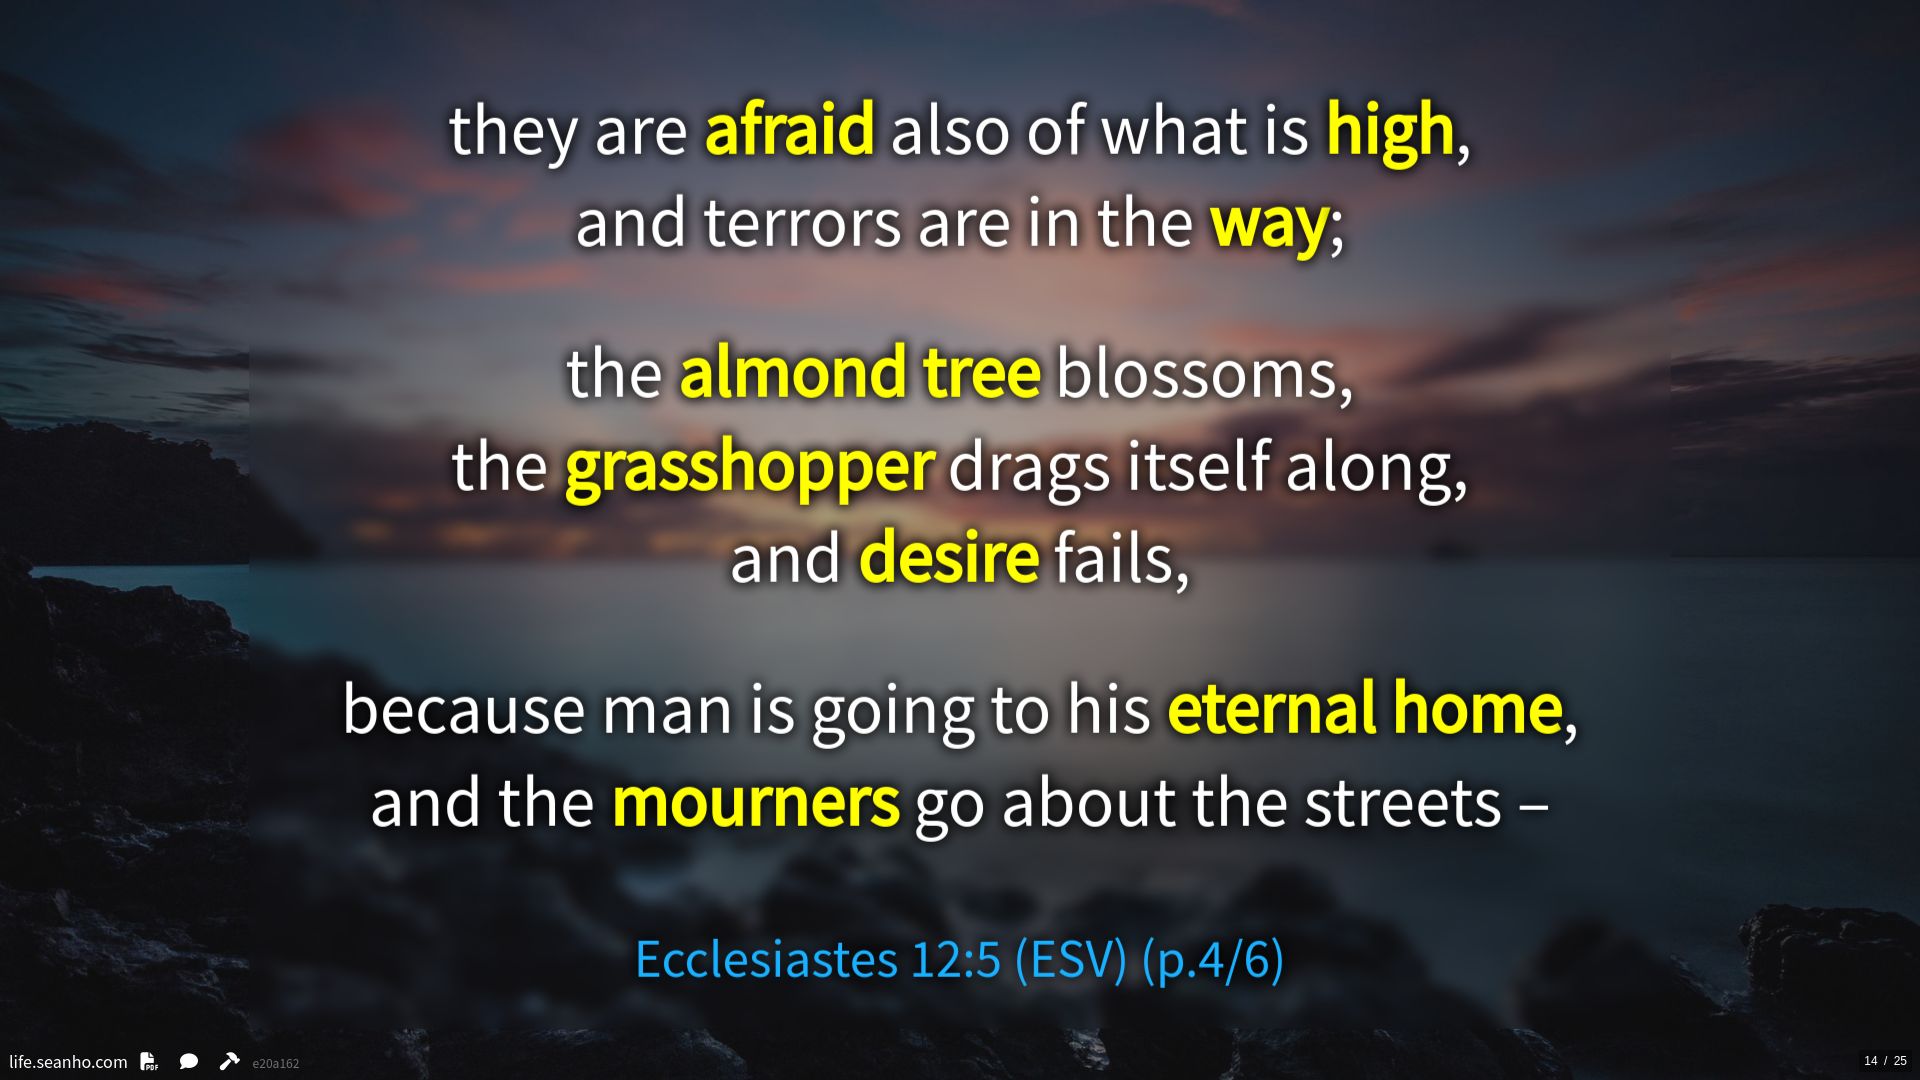 they are afraid also of what is high,
and terrors are in the way;
the almond tree blossoms,
the grasshopper drags itself along,
and desire fails,
because man is going to his eternal home,
and the mourners go about the streets –
Ecclesiastes 12:5 (ESV) (p.4/6)
life.seanho.com PDF e20a162
14 / 25